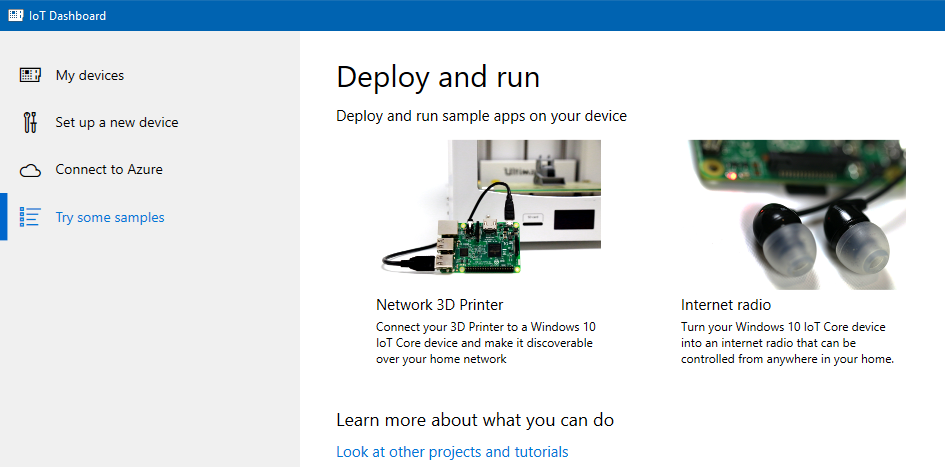 IoT Dashboard
My devices
Set up a new device
Connect to Azure
Try some samples
Deploy and run
Deploy and run sample apps on your device
Network 3D Printer
Connect your 3D Printer to a Windows 10
IoT Core device and make it discoverable
over your home network
Internet radio
Turn your Windows 10 IoT Core device
into an internet radio that can be
controlled from anywhere in your home.
Learn more about what you can do
Look at other projects and tutorials